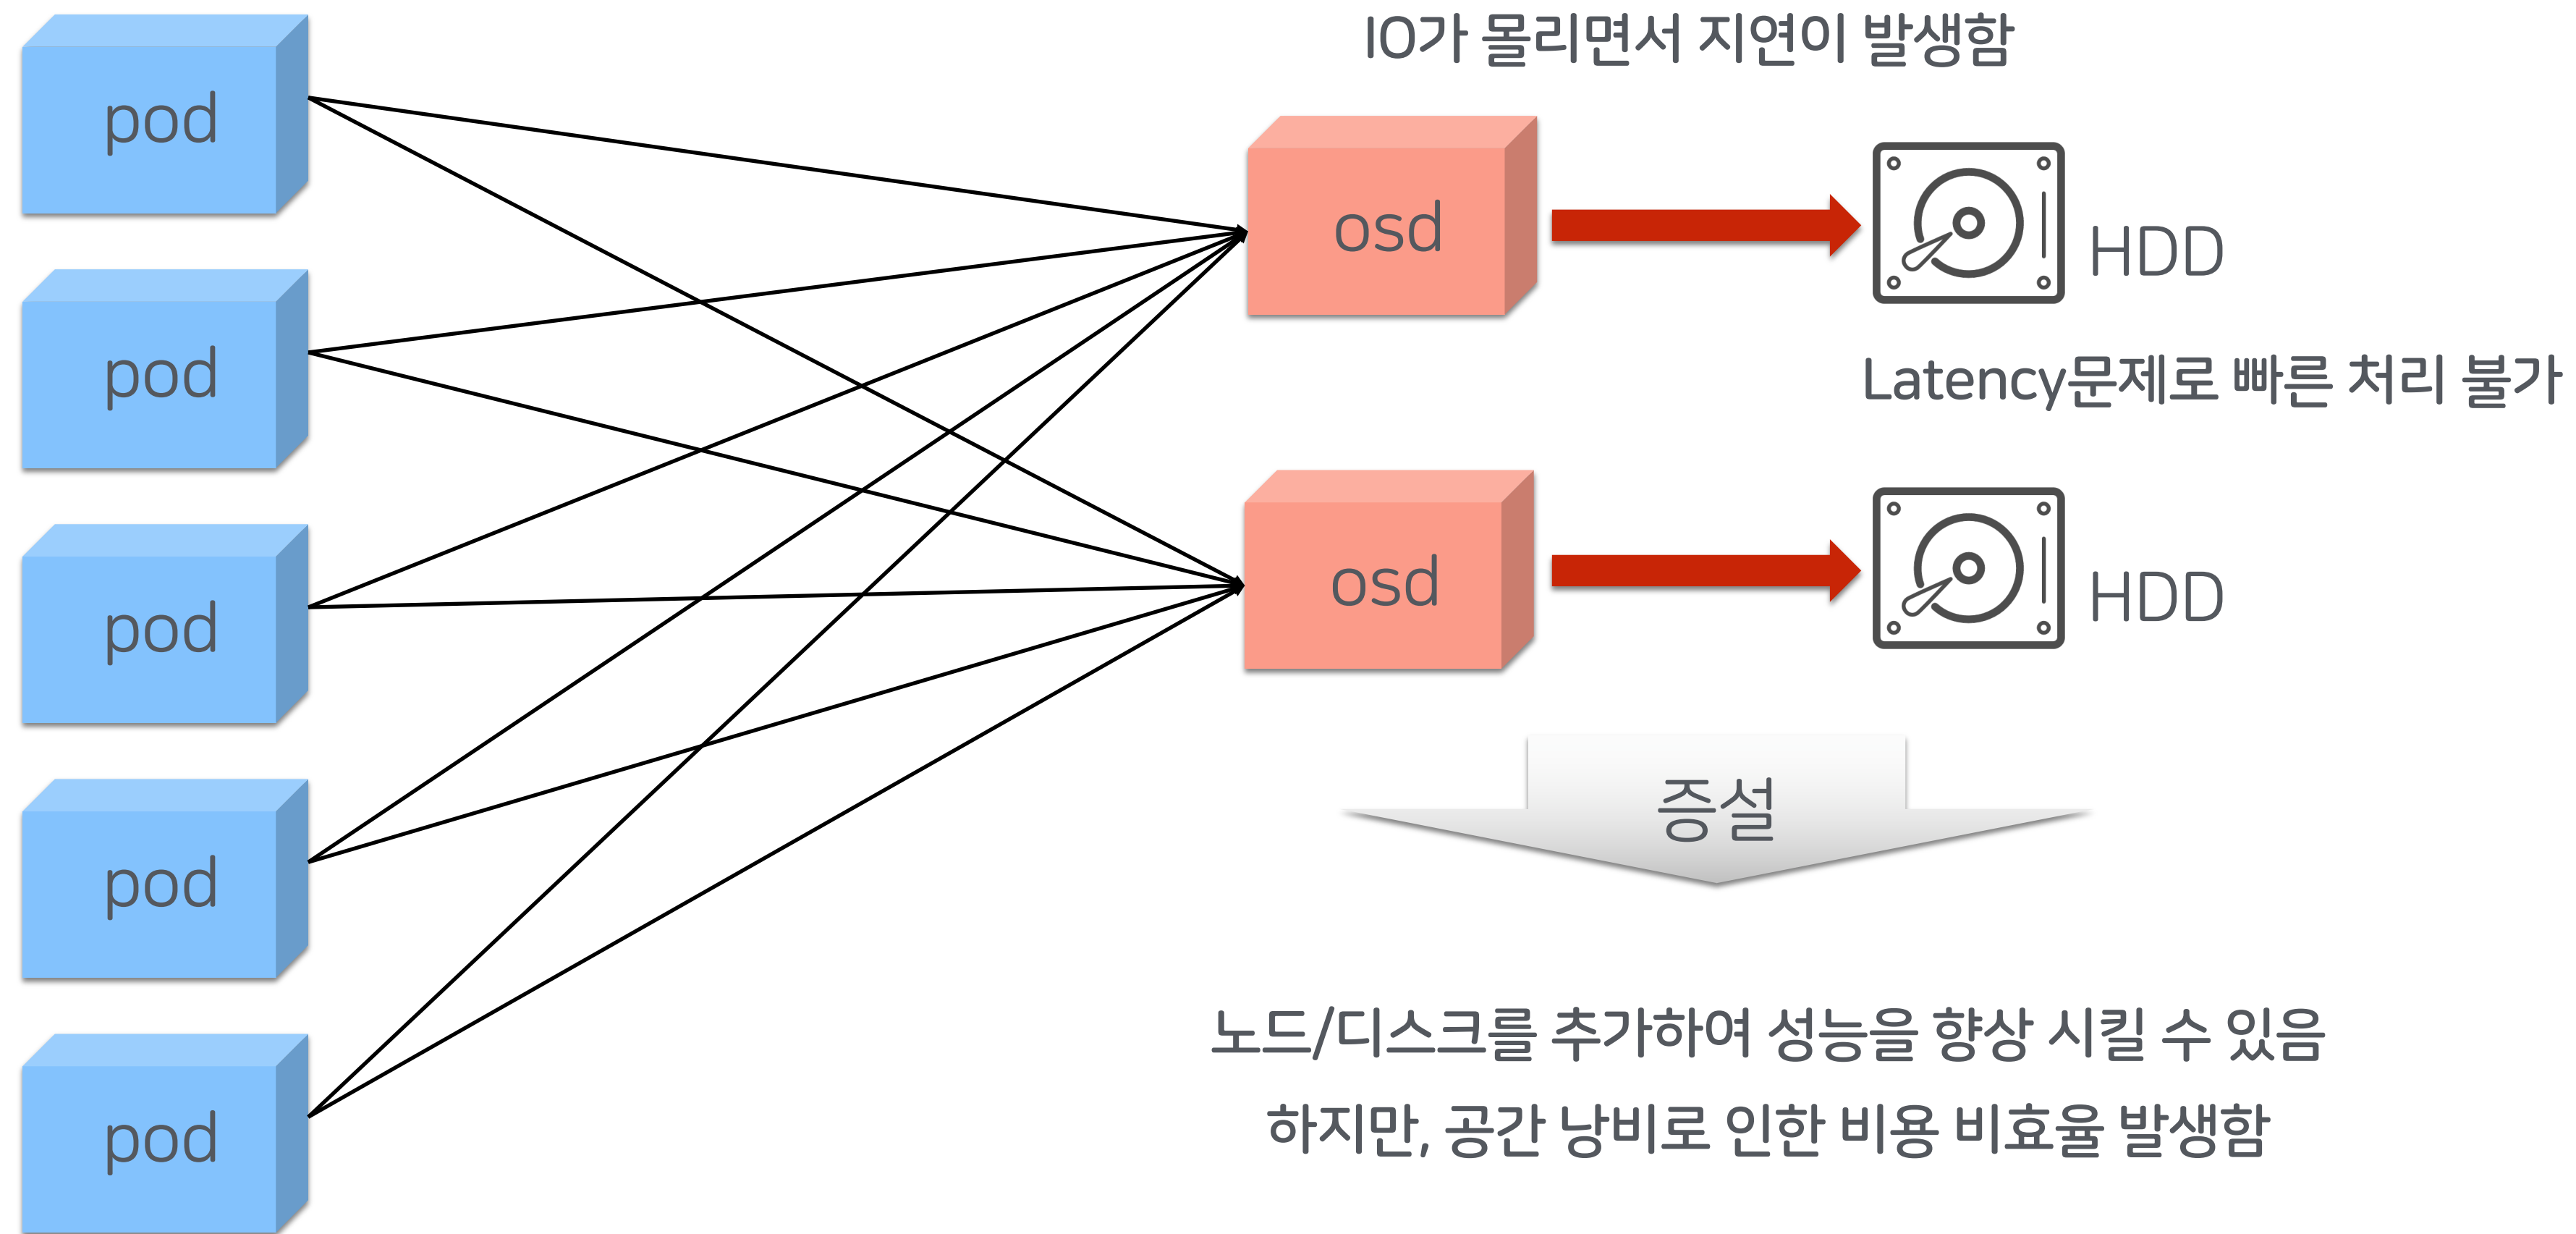 IO가 몰리면서 지연이 발생함
pod
osd
HDD
pod
Latency문제로 빠른 처리 불가
pod
osd
HDD
증설
pod
노드/디스크를 추가하여 성능을 향상 시킬 수 있음
하지만, 공간 낭비로 인한 비용 비효율 발생함
pod